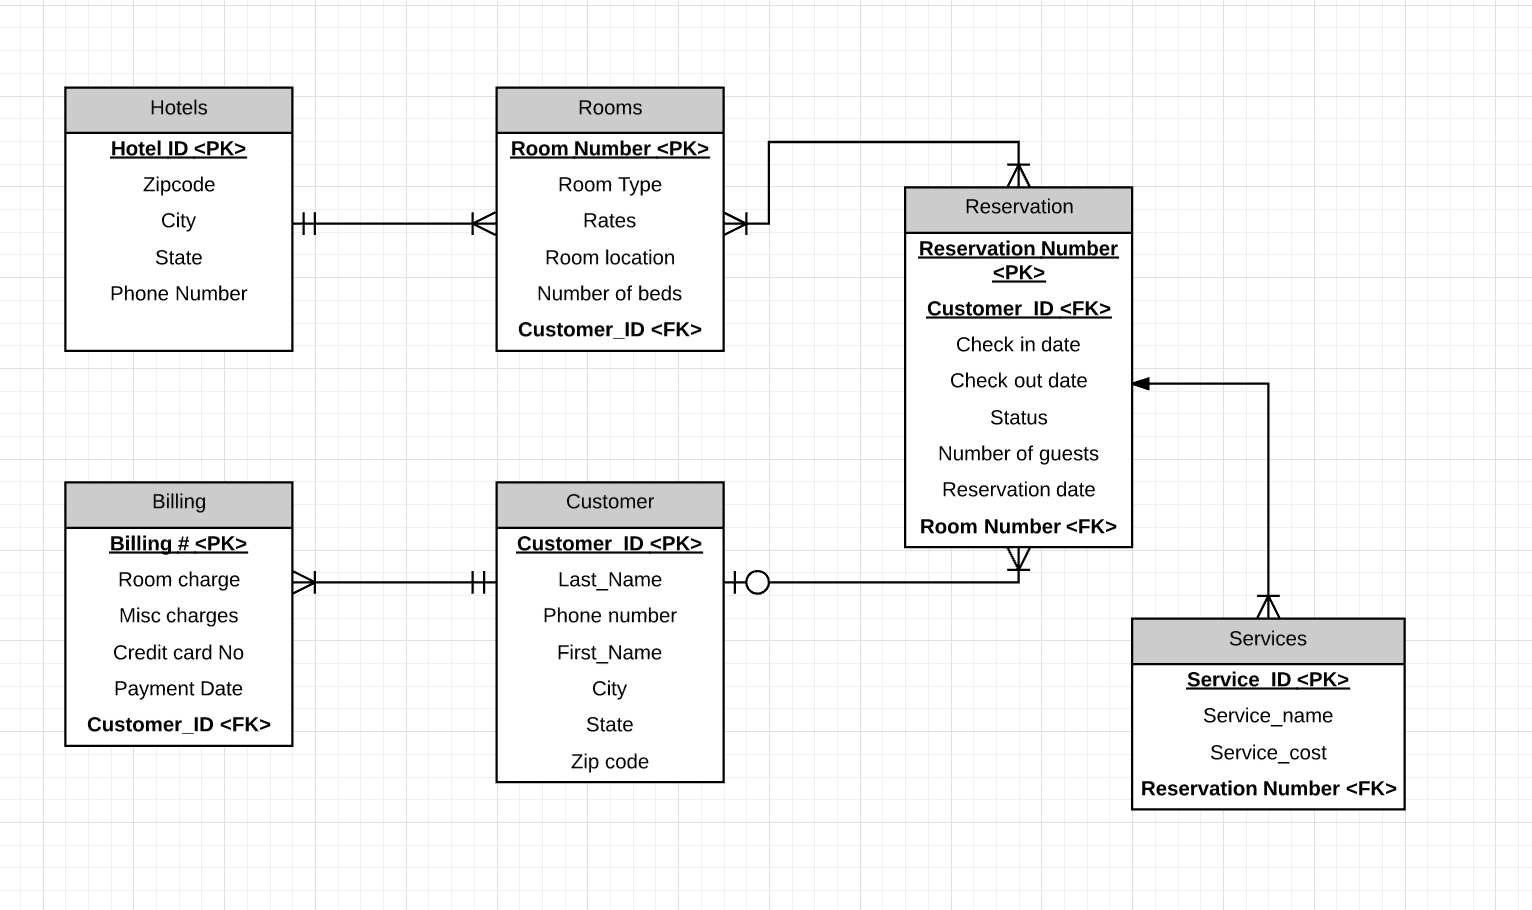 Hotels
Hotel ID <PK>
Zipcode
City
State
Phone Number
Rooms
Room Number <PK>
Room Type
Rates
Room location
Number of beds
Customer_ID <FK>
Reservation
Reservation Number
<PK>
Customer_ID <FK>
Check in date
Check out date
Status
Number of guests
Reservation date
Room Number <FK>
Billing
Billing # <PK>
Room charge
Misc charges
Credit card No
Payment Date
Customer_ID <FK>
Customer
Customer_ID <PK>
Last_Name
Phone number
First_Name
City
State
Zip code
Services
Service_ID <PK>
Service_name
Service_cost
Reservation Number <FK>